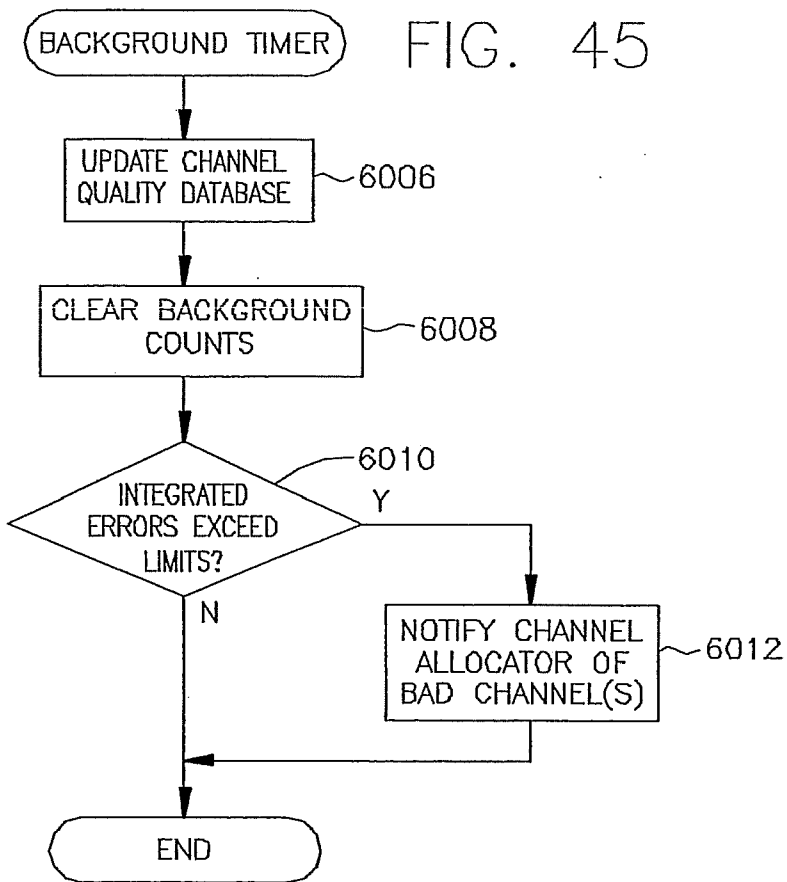 BACKGROUND TIMER
FIG. 45
UPDATE CHANNEL
QUALITY DATABASE
6006
CLEAR BACKGROUND
COUNTS
6008
6010
INTEGRATED
ERRORS EXCEED
LIMITS?
Y
N
NOTIFY CHANNEL
ALLOCATOR OF
BAD CHANNEL(S)
6012
END